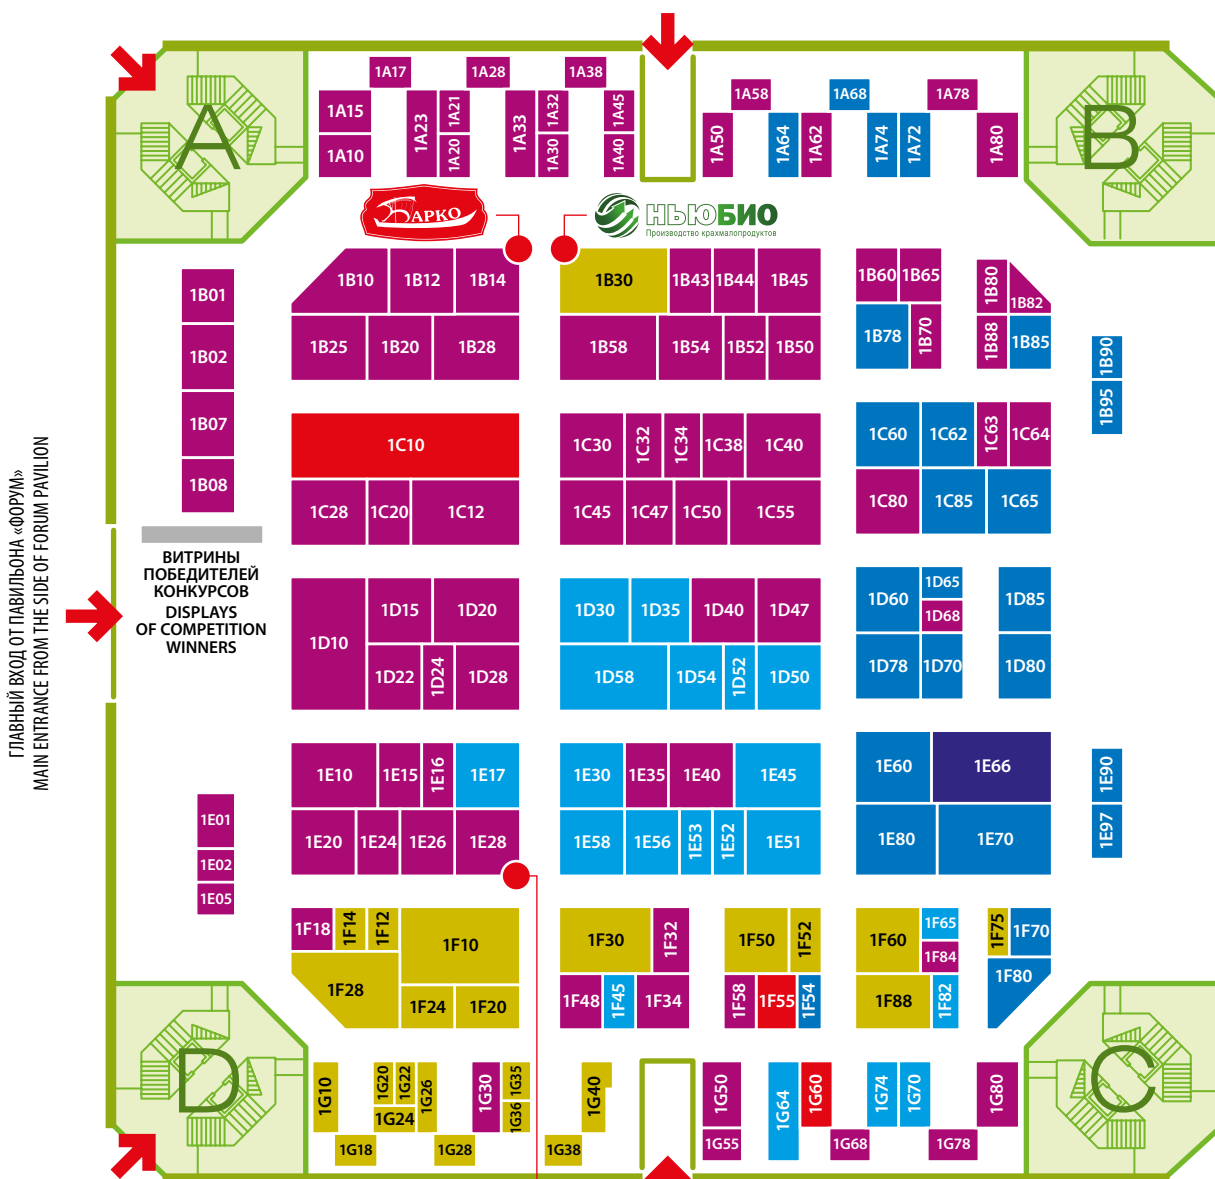 1A17
1A28
1A38
1A58
1A68
1A78
1A15
1A10
1A23
1A21
1A20
1A33
1A32
1A30
1A45
1A40
1A50
1A64
1A62
1A74
1A72
1A80
A
B
БАРКО
НЬЮБИО
Производство крахмалопродуктов
1B01
1B02
1B07
1B08
1B10
1B12
1B14
1B25
1B20
1B28
1B30
1B43
1B44
1B45
1B58
1B54
1B52
1B50
1B60
1B65
1B78
1B70
1B80
1B82
1B88
1B85
1B90
1B95
1C10
1C28
1C20
1C12
1C30
1C32
1C34
1C38
1C40
1C45
1C47
1C50
1C55
1C60
1C62
1C63
1C64
1C80
1C85
1C65
ГЛАВНЫЙ ВХОД ОТ ПАВИЛЬОНА «ФОРУМ»
MAIN ENTRANCE FROM THE SIDE OF FORUM PAVILION
ВИТРИНЫ
ПОБЕДИТЕЛЕЙ
КОНКУРСОВ
DISPLAYS
OF COMPETITION
WINNERS
1D10
1D15
1D20
1D22
1D24
1D28
1D30
1D35
1D40
1D47
1D58
1D54
1D52
1D50
1D60
1D65
1D68
1D85
1D78
1D70
1D80
1E01
1E02
1E05
1E10
1E15
1E16
1E17
1E20
1E24
1E26
1E28
1E30
1E35
1E40
1E45
1E58
1E56
1E53
1E52
1E51
1E60
1E66
1E80
1E70
1E90
1E97
1F18
1F14
1F12
1F10
1F28
1F24
1F20
1F30
1F32
1F48
1F45
1F34
1F50
1F52
1F58
1F55
1F54
1F60
1F65
1F84
1F88
1F82
1F75
1F70
1F80
D
C
1G10
1G20
1G22
1G24
1G26
1G30
1G35
1G36
1G40
1G18
1G28
1G38
1G50
1G55
1G64
1G60
1G74
1G70
1G80
1G68
1G78